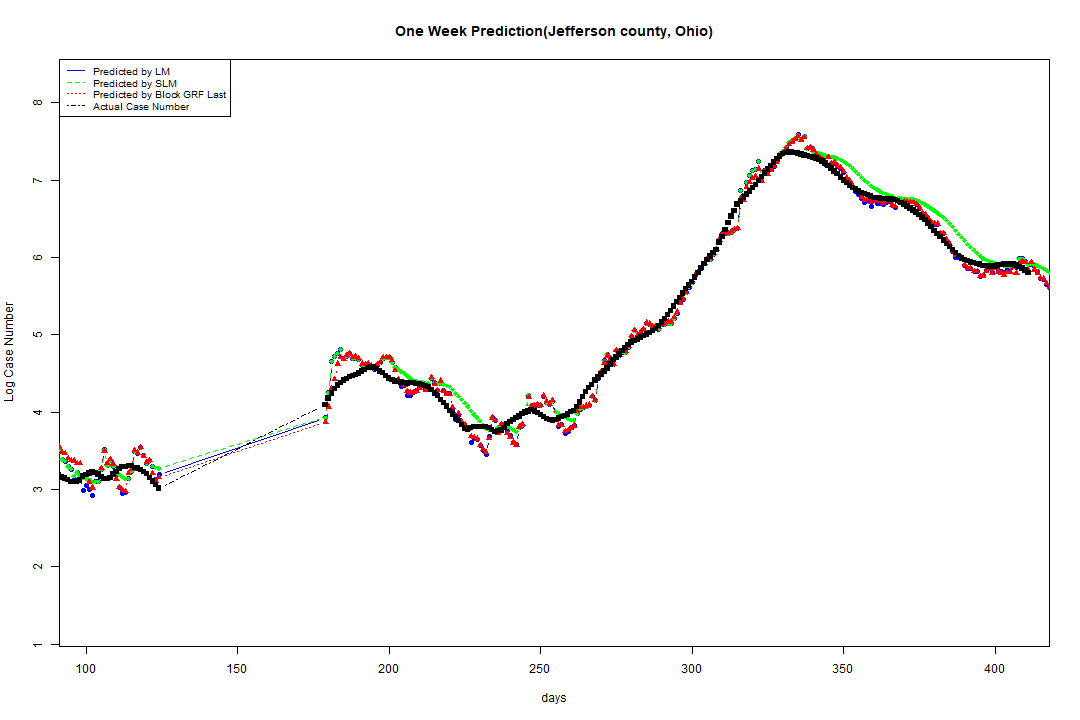 One Week Prediction(Jefferson county, Ohio)
Predicted by LM
Predicted by SLM
Predicted by Block GRF Last
Actual Case Number
8
7
6
5
4
3
2
1
Log Case Number
100 150 200 250 300 350 400
days